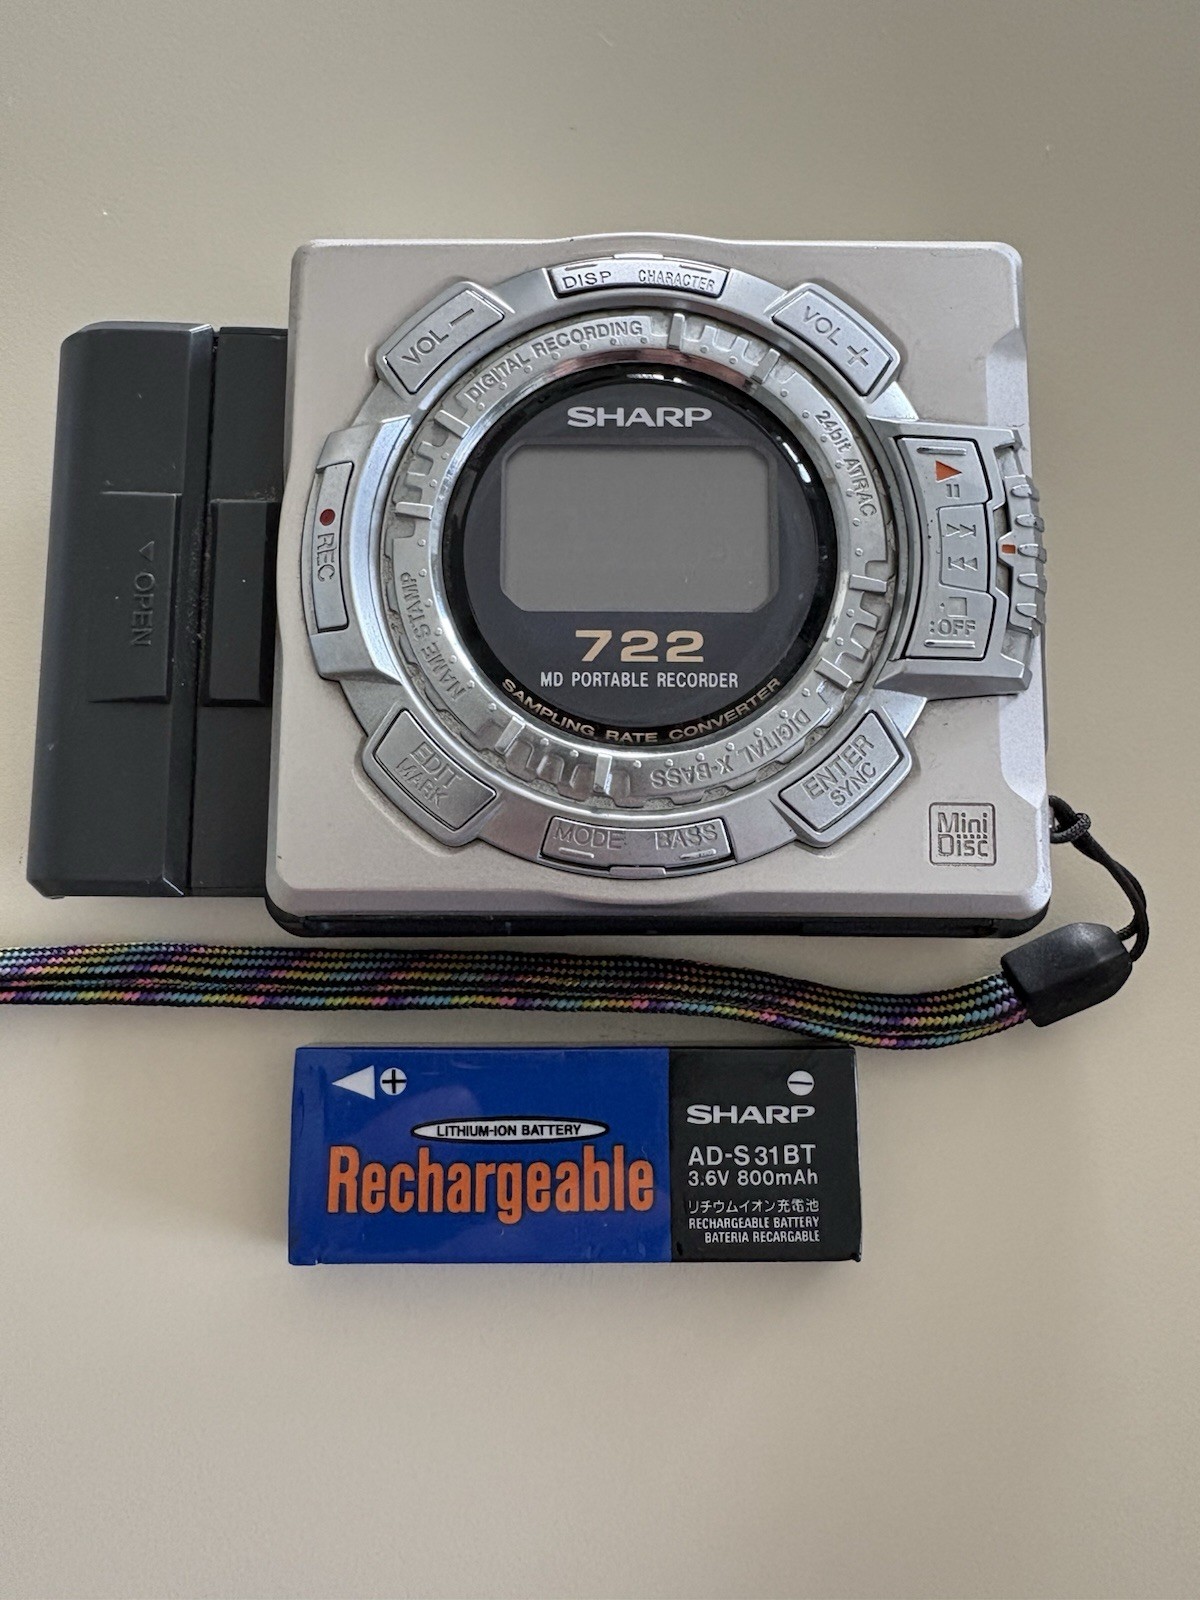 DISP CHARACTER
VOL −
VOL +
DIGITAL RECORDING
24bit ATRAC
SHARP
REC
OPEN
:OFF
NAME STAMP
722
MD PORTABLE RECORDER
SAMPLING RATE CONVERTER
DIGITAL X-BASS
EDIT
MARK
ENTER
SYNC
MODE BASS
Mini
Disc
LITHIUM-ION BATTERY
Rechargeable
SHARP
AD-S31BT
3.6V 800mAh
リチウムイオン充電池
RECHARGEABLE BATTERY
BATERIA RECARGABLE